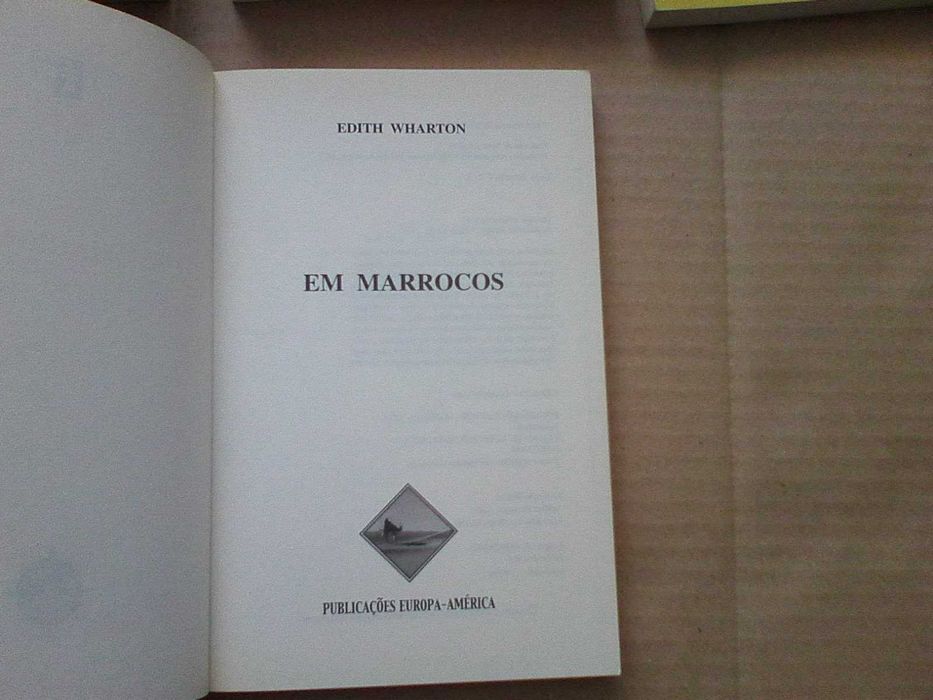 EDITH WHARTON
EM MARROCOS
PUBLICAÇÕES EUROPA-AMÉRICA